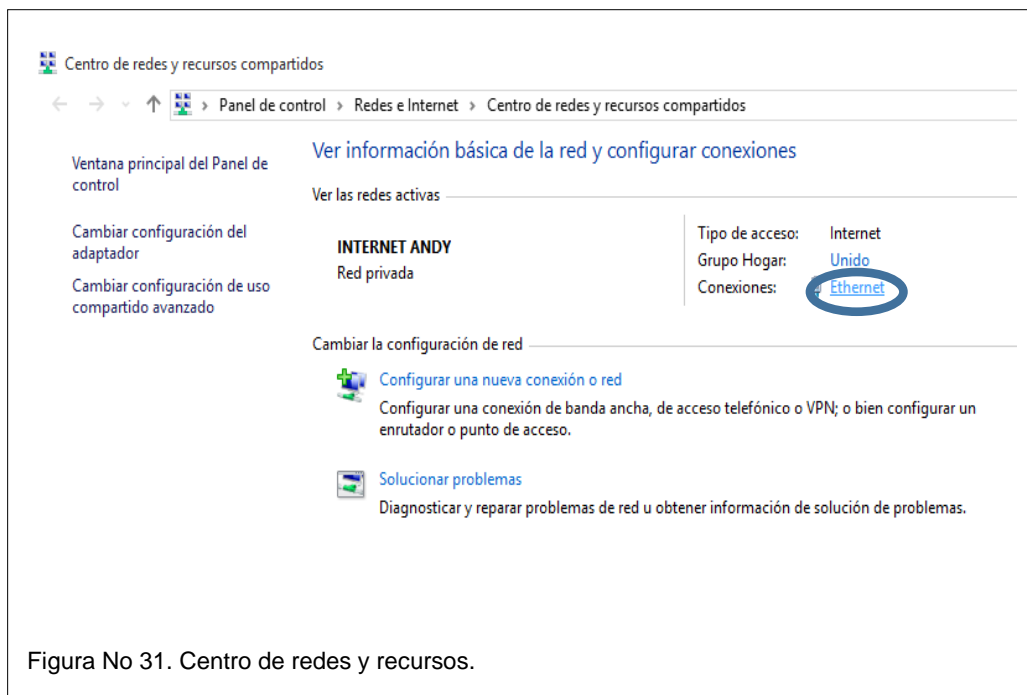 Centro de redes y recursos compartidos
Panel de control › Redes e Internet › Centro de redes y recursos compartidos
Ventana principal del Panel de
control
Cambiar configuración del
adaptador
Cambiar configuración de uso
compartido avanzado
Ver información básica de la red y configurar conexiones
Ver las redes activas
INTERNET ANDY
Red privada
Tipo de acceso: Internet
Grupo Hogar: Unido
Conexiones: Ethernet
Cambiar la configuración de red
Configurar una nueva conexión o red
Configurar una conexión de banda ancha, de acceso telefónico o VPN; o bien configurar un
enrutador o punto de acceso.
Solucionar problemas
Diagnosticar y reparar problemas de red u obtener información de solución de problemas.
Figura No 31. Centro de redes y recursos.